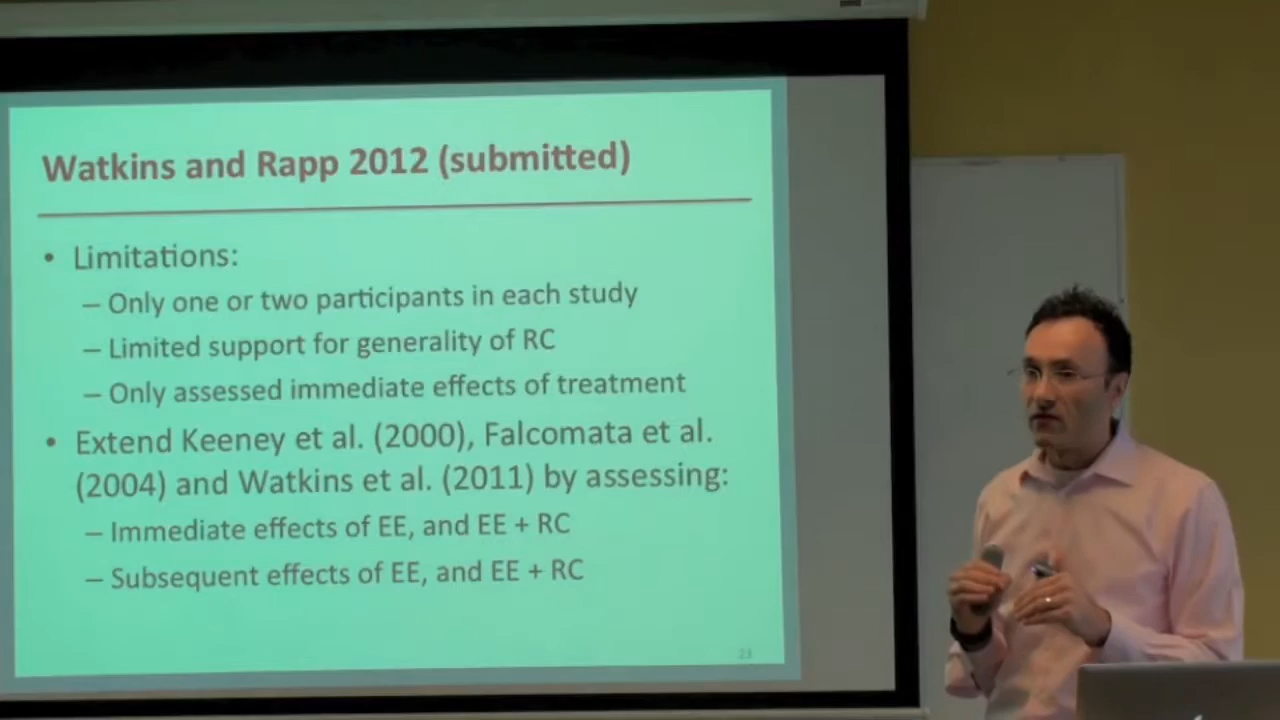 Watkins and Rapp 2012 (submitted)
• Limitations:
– Only one or two participants in each study
– Limited support for generality of RC
– Only assessed immediate effects of treatment
• Extend Keeney et al. (2000), Falcomata et al.
(2004) and Watkins et al. (2011) by assessing:
– Immediate effects of EE, and EE + RC
– Subsequent effects of EE, and EE + RC